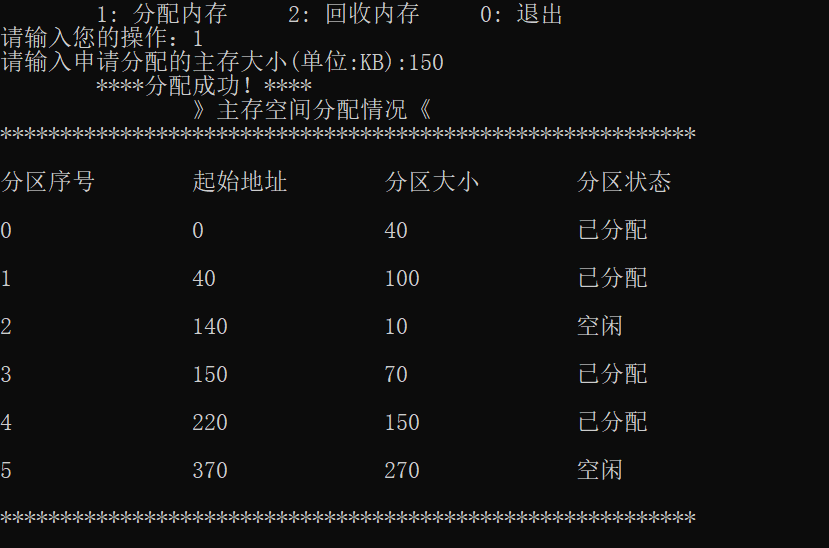 1: 分配内存 2: 回收内存 0: 退出
请输入您的操作: 1
请输入申请分配的主存大小(单位:KB):150
****分配成功! ****
》主存空间分配情况《
**********************************************************
分区序号 起始地址 分区大小 分区状态
0 0 40 已分配
1 40 100 已分配
2 140 10 空闲
3 150 70 已分配
4 220 150 已分配
5 370 270 空闲
**********************************************************